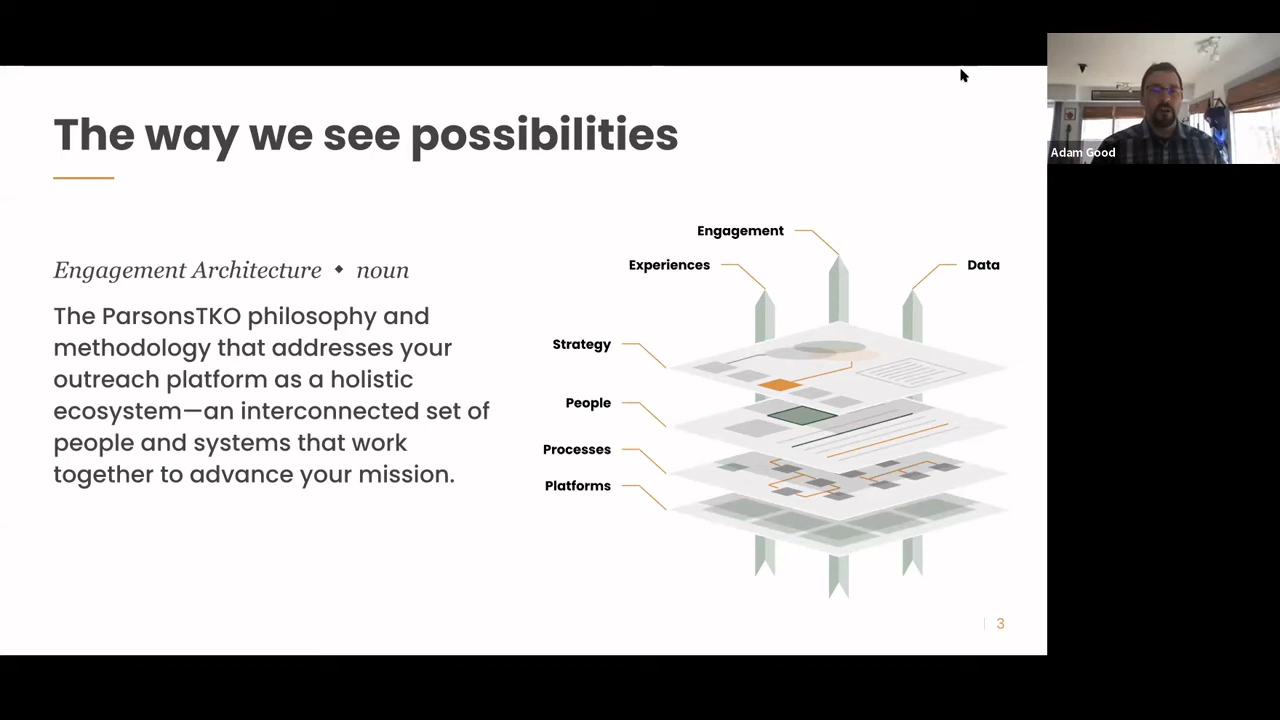 The way we see possibilities
Engagement Architecture ◆ noun
The ParsonsTKO philosophy and
methodology that addresses your
outreach platform as a holistic
ecosystem—an interconnected set of
people and systems that work
together to advance your mission.
Engagement
Experiences
Data
Strategy
People
Processes
Platforms
3
Adam Good